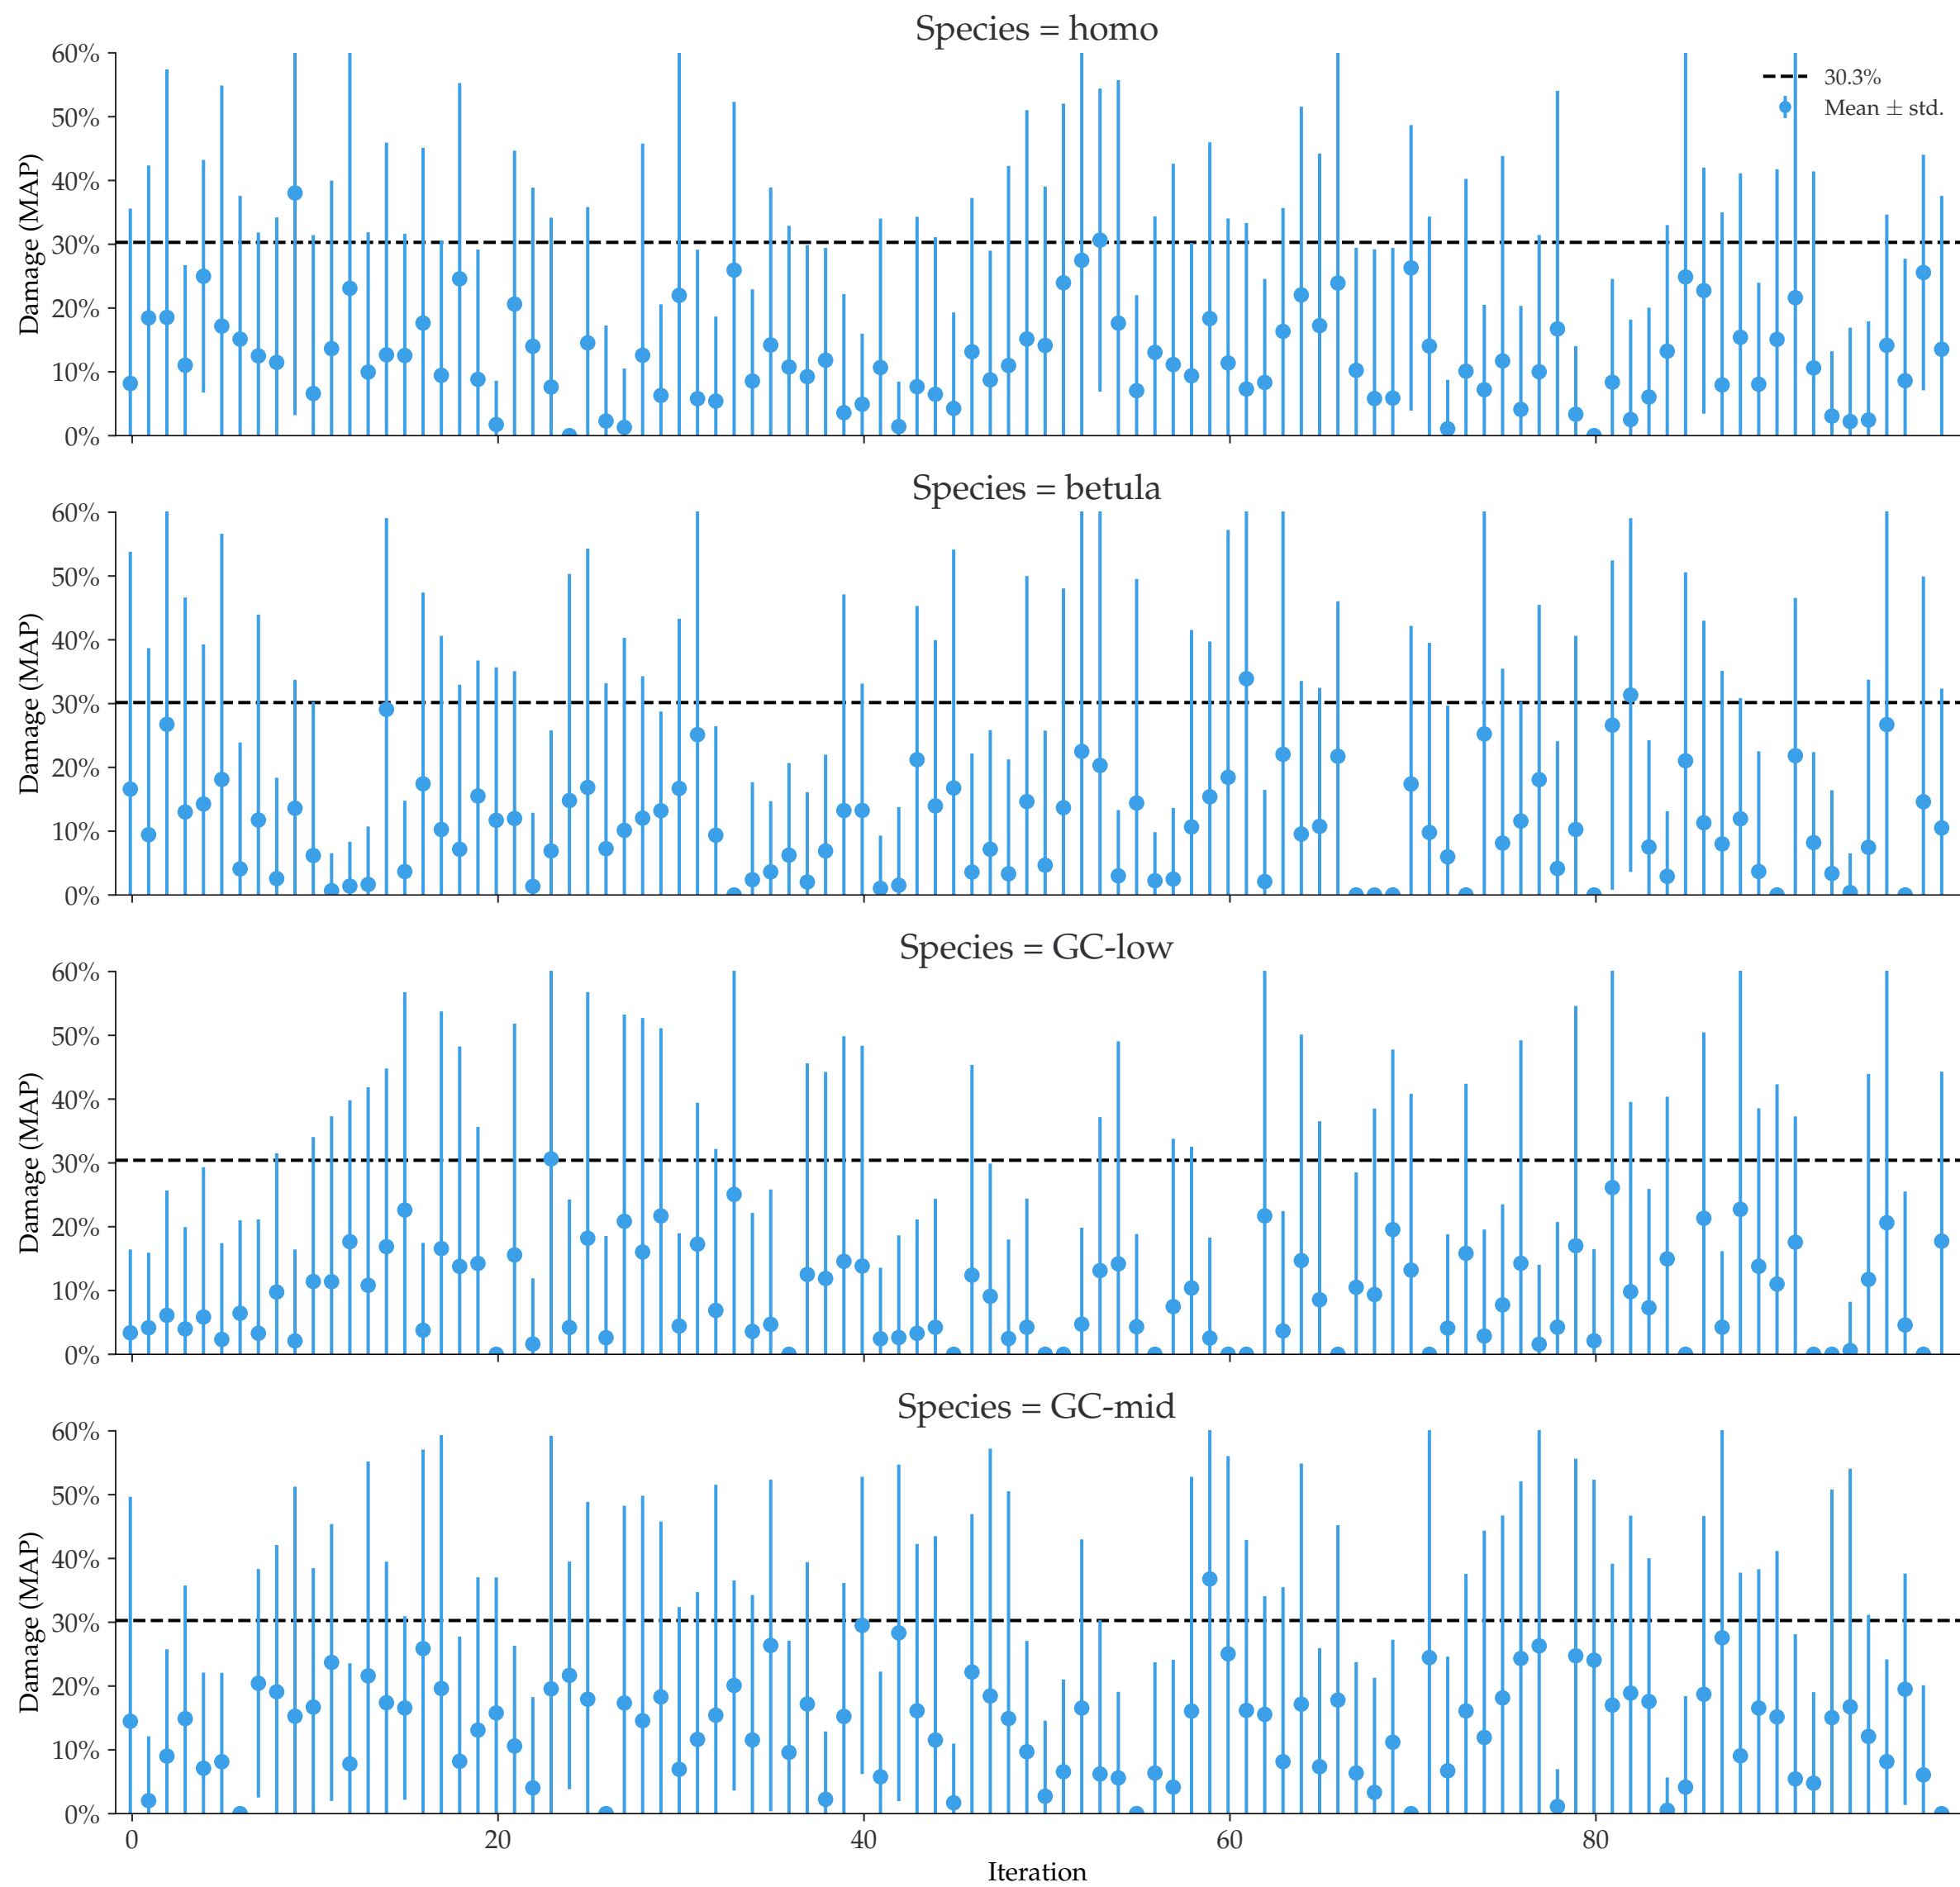 Species = homo
60%
50%
40%
30%
20%
10%
0%
Damage (MAP)
30.3%
Mean ± std.
Species = betula
60%
50%
40%
30%
20%
10%
0%
Damage (MAP)
Species = GC-low
60%
50%
40%
30%
20%
10%
0%
Damage (MAP)
Species = GC-mid
60%
50%
40%
30%
20%
10%
0%
Damage (MAP)
0 20 40 60 80
Iteration